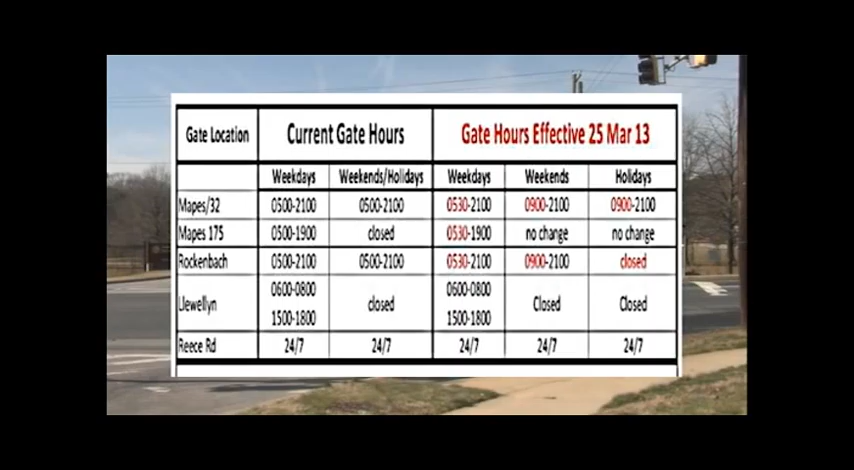 Gate Location Current Gate Hours Gate Hours Effective 25 Mar 13
Weekdays Weekends/Holidays Weekdays Weekends Holidays
Mapes/32 0500-2100 0500-2100 0530-2100 0900-2100 0900-2100
Mapes 175 0500-1900 closed 0530-1900 no change no change
Rockenbach 0500-2100 0500-2100 0530-2100 0900-2100 closed
Llewellyn 0600-0800 1500-1800 closed 0600-0800 1500-1800 Closed Closed
Reece Rd 24/7 24/7 24/7 24/7 24/7